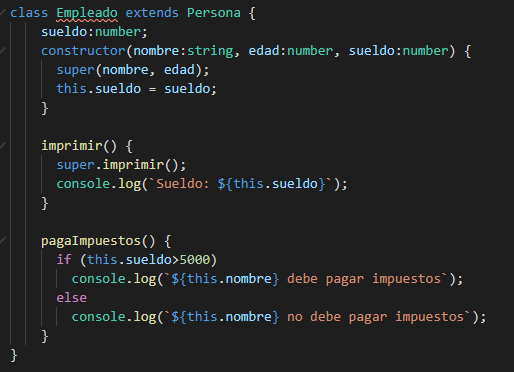 class Empleado extends Persona {
    sueldo:number;
    constructor(nombre:string, edad:number, sueldo:number) {
      super(nombre, edad);
      this.sueldo = sueldo;
    }

    imprimir() {
      super.imprimir();
      console.log(`Sueldo: ${this.sueldo}`);
    }

    pagaImpuestos() {
      if (this.sueldo>5000)
        console.log(`${this.nombre} debe pagar impuestos`);
      else
        console.log(`${this.nombre} no debe pagar impuestos`);
    }
}